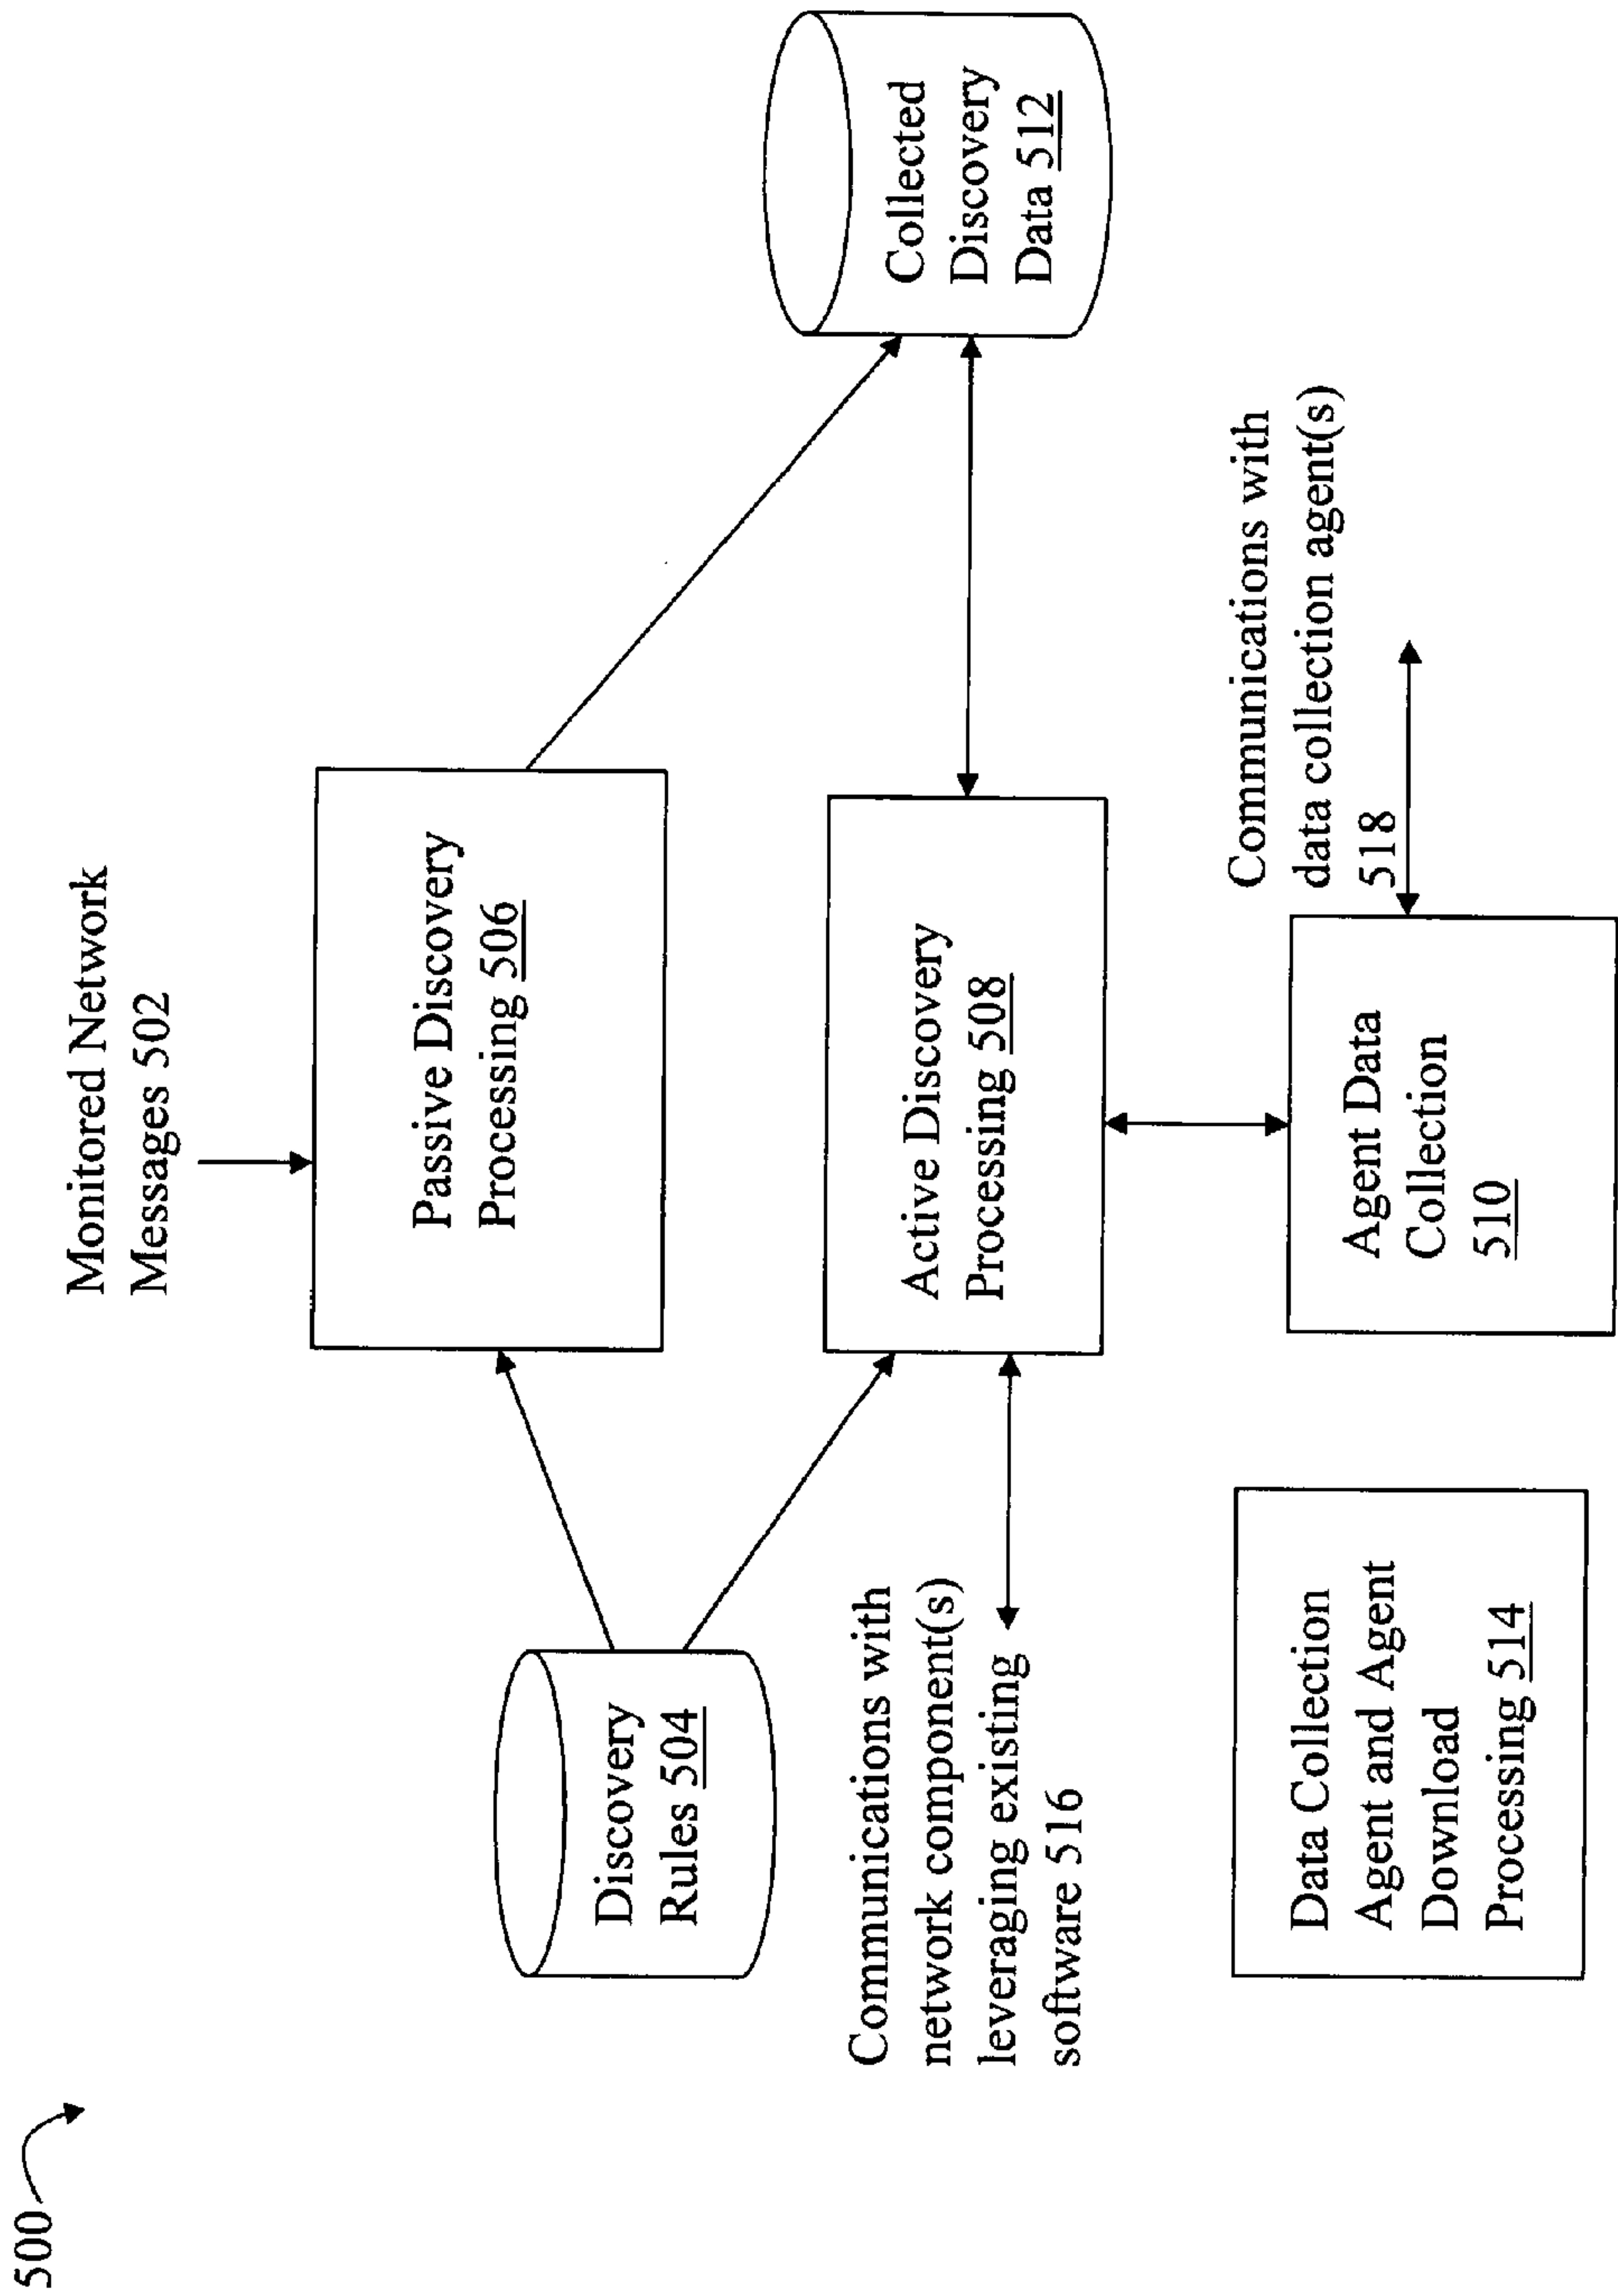 500
Monitored Network
Messages 502
Passive Discovery
Processing 506
Discovery
Rules 504
Collected
Discovery
Data 512
Active Discovery
Processing 508
Communications with
network component(s)
leveraging existing
software 516
Communications with
data collection agent(s)
518
Agent Data
Collection
510
Data Collection
Agent and Agent
Download
Processing 514